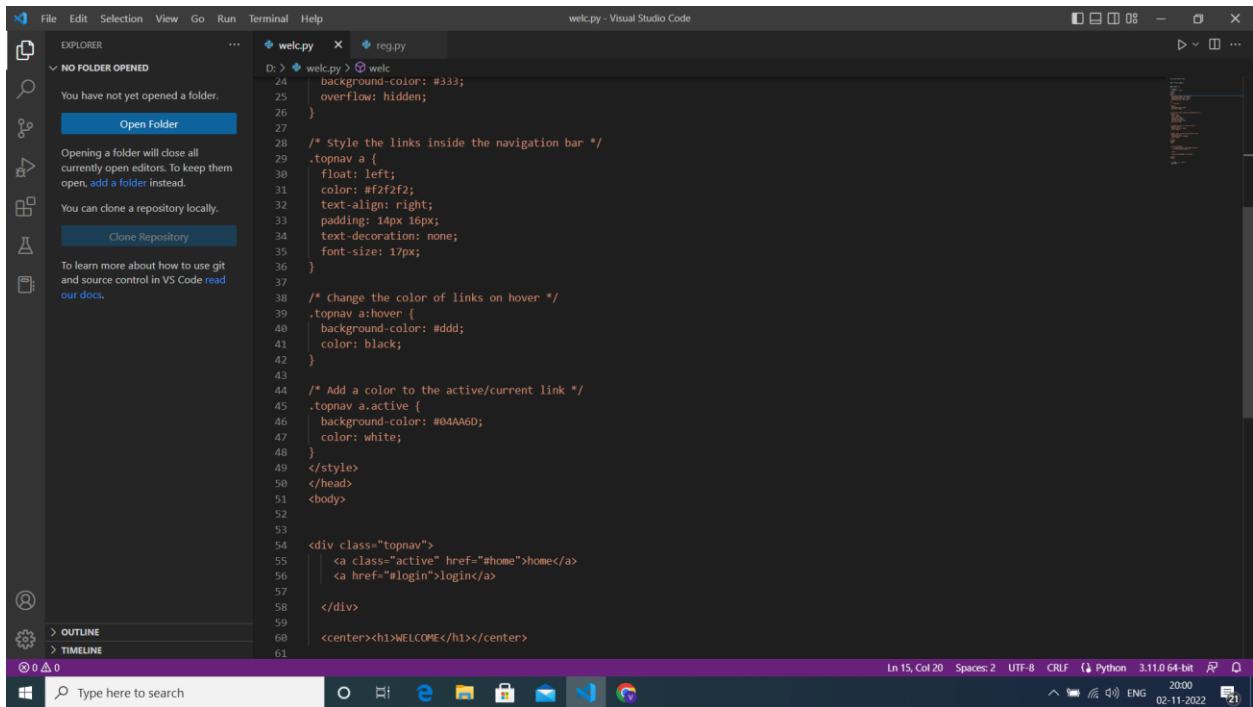 File Edit Selection View Go Run Terminal Help
welc.py - Visual Studio Code
EXPLORER
NO FOLDER OPENED
You have not yet opened a folder.
Open Folder
Opening a folder will close all
currently open editors. To keep them
open, add a folder instead.
You can clone a repository locally.
Clone Repository
To learn more about how to use git
and source control in VS Code read
our docs.
OUTLINE
TIMELINE
welc.py reg.py
D: > welc.py > welc
24 background-color: #333;
25 overflow: hidden;
26 }
27
28 /* Style the links inside the navigation bar */
29 .topnav a {
30 float: left;
31 color: #f2f2f2;
32 text-align: right;
33 padding: 14px 16px;
34 text-decoration: none;
35 font-size: 17px;
36 }
37
38 /* Change the color of links on hover */
39 .topnav a:hover {
40 background-color: #ddd;
41 color: black;
42 }
43
44 /* Add a color to the active/current link */
45 .topnav a.active {
46 background-color: #04AA6D;
47 color: white;
48 }
49 </style>
50 </head>
51 <body>
52
53
54 <div class="topnav">
55 <a class="active" href="#home">home</a>
56 <a href="#login">login</a>
57
58 </div>
59
60 <center><h1>WELCOME</h1></center>
61
0 0
Ln 15, Col 20 Spaces: 2 UTF-8 CRLF Python 3.11.0 64-bit
Type here to search
ENG
20:00
02-11-2022
21